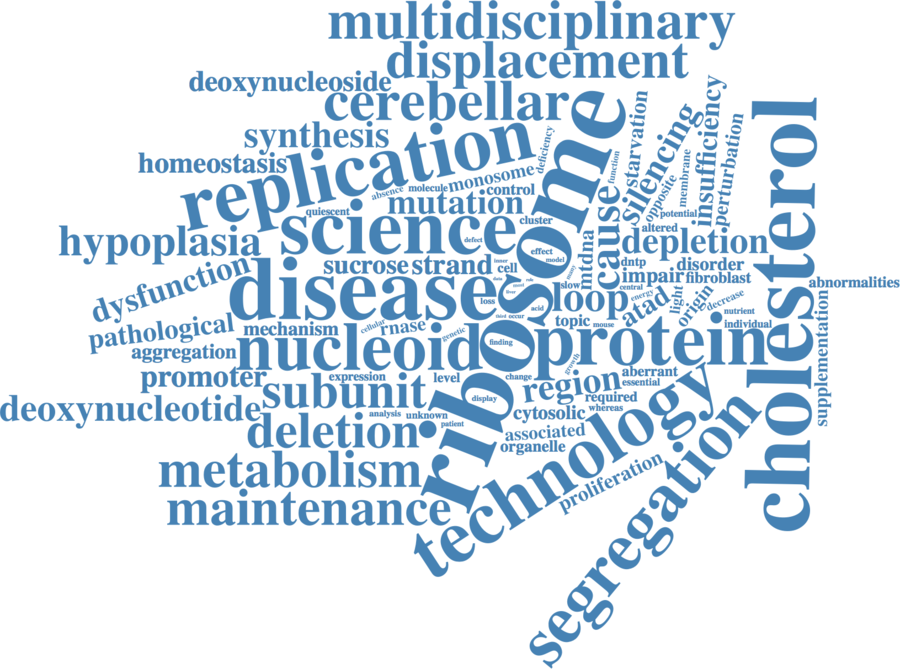 multidisciplinary
displacement
deoxynucleoside
cerebellare
synthesis
homeostasis
replication
deficiency
monosome
absence
molecule
control
mutation
quiescent
cluster
hypoplasia
science
defect
effect
model
ribosome
function
starvation
silencing
insufficiency
opposite
membrane
perturbation
potential
altered
cause
mtdna
depletion
cholesterol
dysfunction
sucrose
strand
inner
cell
disease
loss
many
slow
dntp
disorder
impair
fibroblast
central
energy
abnormalities
loop
acid
atad
light
origin
decrease
nutrient
individual
supplementation
pathological
mechanism
cellular
rnase
genetic
occur
topic
mouse
aggregation
nucleoid
finding
protein
growth
promoter
expression
level
change
region
aberrant
essential
deoxynucleotide
subunit
display
required
whereas
analysis
unknown
patient
cytosolic
deletion
associated
organelle
metabolism
technology
proliferation
maintenance
segregation